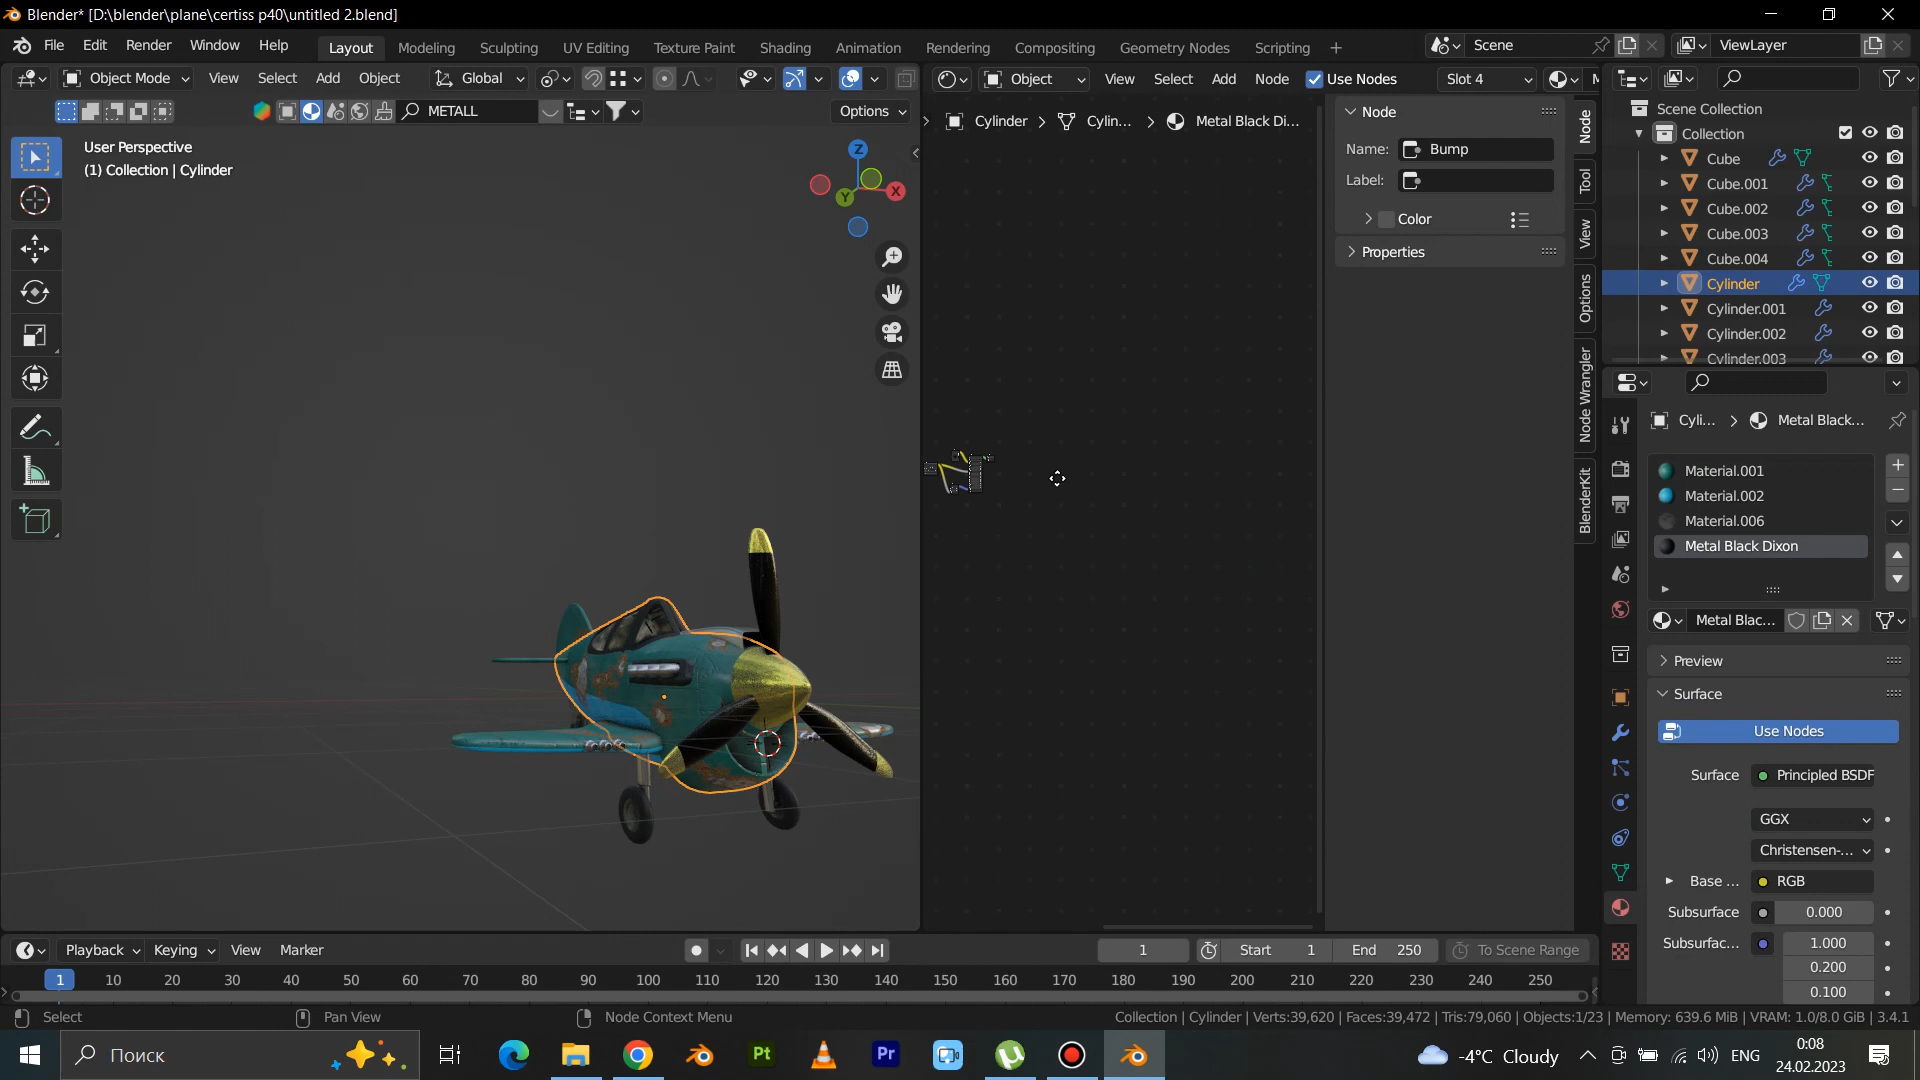 Blender* [D:\blender\plane\certiss p40\untitled 2.blend]
File Edit Render Window Help
Layout Modeling Sculpting UV Editing Texture Paint Shading Animation Rendering Compositing Geometry Nodes Scripting
Scene
ViewLayer
Object Mode View Select Add Object Global
METALL
Options
User Perspective
(1) Collection | Cylinder
Z
X
Y
Object View Select Add Node Use Nodes Slot 4
Cylinder Cylin... Metal Black Di...
Node
Name: Bump
Label:
Color
Properties
Node
Tool
View
Options
Node Wrangler
BlenderKit
Scene Collection
Collection
Cube
Cube.001
Cube.002
Cube.003
Cube.004
Cylinder
Cylinder.001
Cylinder.002
Cylinder.003
Cyli... Metal Black...
Material.001
Material.002
Material.006
Metal Black Dixon
Metal Blac...
Preview
Surface
Use Nodes
Surface Principled BSDF
GGX
Christensen-...
Base ... RGB
Subsurface 0.000
Subsurfac... 1.000
0.200
0.100
Playback Keying View Marker
1 Start 1 End 250 To Scene Range
1 10 20 30 40 50 60 70 80 90 100 110 120 130 140 150 160 170 180 190 200 210 220 230 240 250
Select Pan View Node Context Menu
Collection | Cylinder | Verts:39,620 | Faces:39,472 | Tris:79,060 | Objects:1/23 | Memory: 639.6 MiB | VRAM: 1.0/8.0 GiB | 3.4.1
Поиск
Pt
Pr
-4°C Cloudy
ENG
0:08
24.02.2023